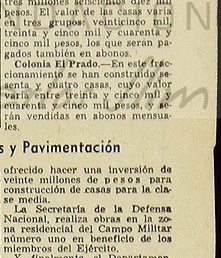 tres millones seiscientos diez mil
pesos. El valor de las casas varía
en tres grupos: veinticinco mil,
treinta y cinco mil y cuarenta y
cinco mil pesos, los que serán pa-
gados también en abonos.
Colonia El Prado.—En este frac-
cionamiento se han construído se-
senta y cuatro casas, cuyo valor
varía entre treinta y cinco mil y
cuarenta y cinco mil pesos, y se-
rán vendidas en abonos mensua-
les.
s y Pavimentación
ofrecido hacer una inversión de
veinte millones de pesos para
construcción de casas para la cla-
se media.
La Secretaría de la Defensa
Nacional, realiza obras en la zo-
na residencial del Campo Militar
número uno en beneficio de los
miembros del Ejército.
Y finalmente el Departamen-